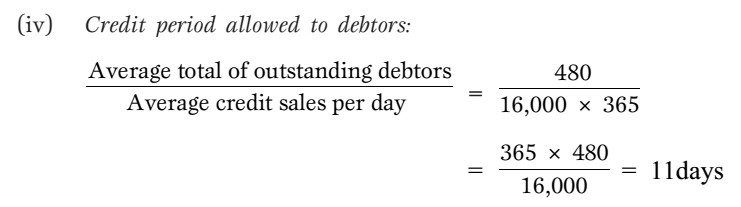 (iv) Credit period allowed to debtors:
Average total of outstanding debtors
Average credit sales per day
=
480
16,000 × 365
=
365 × 480
16,000
= 11days